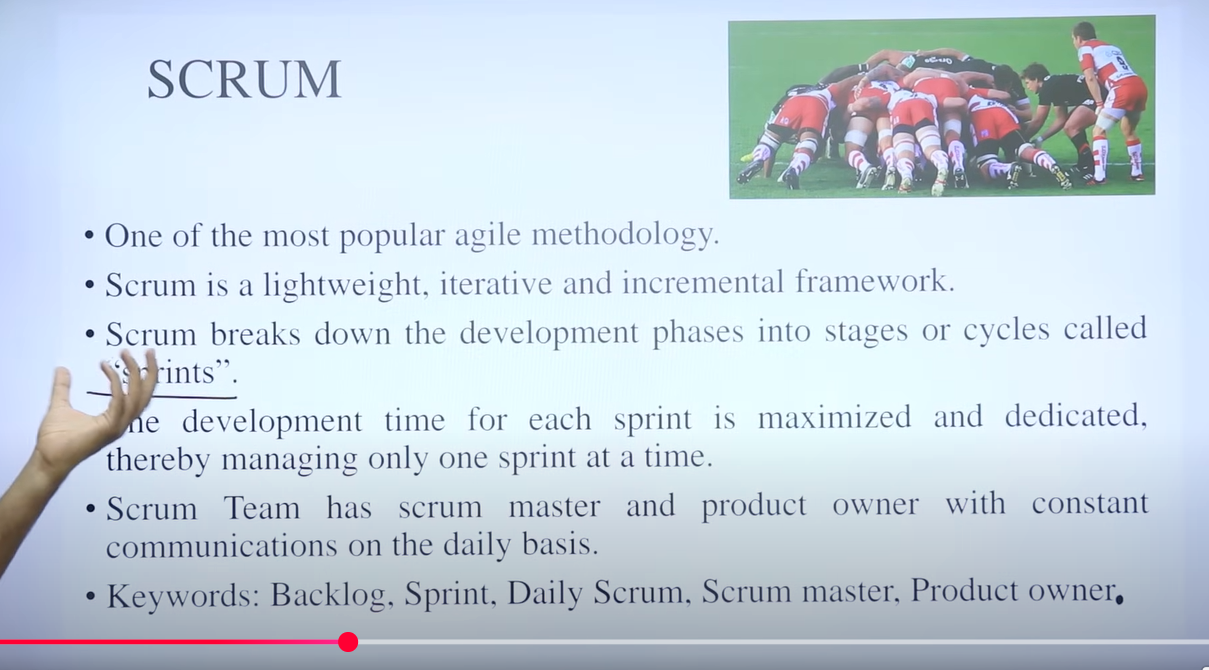 SCRUM
• One of the most popular agile methodology.
• Scrum is a lightweight, iterative and incremental framework.
• Scrum breaks down the development phases into stages or cycles called
“sprints”.
development time for each sprint is maximized and dedicated,
thereby managing only one sprint at a time.
• Scrum Team has scrum master and product owner with constant
communications on the daily basis.
• Keywords: Backlog, Sprint, Daily Scrum, Scrum master, Product owner.